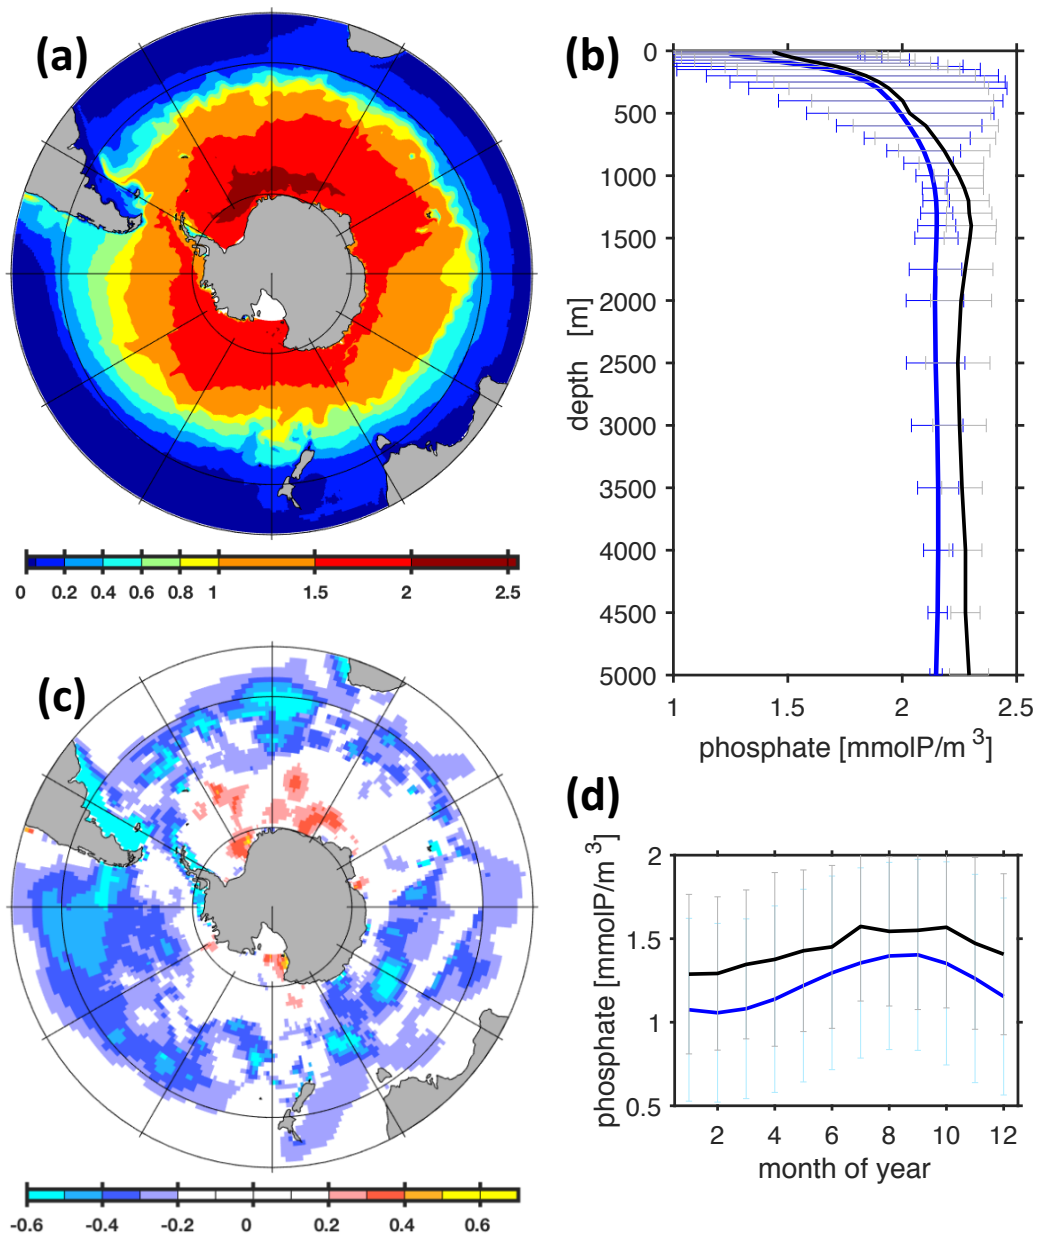 (a)
0 0.2 0.4 0.6 0.8 1 1.5 2 2.5
(b)
0
500
1000
1500
2000
2500
3000
3500
4000
4500
5000
depth [m]
1 1.5 2 2.5
phosphate [mmolP/m³]
(c)
-0.6 -0.4 -0.2 0 0.2 0.4 0.6
(d)
2
1.5
1
0.5
phosphate [mmolP/m³]
2 4 6 8 10 12
month of year